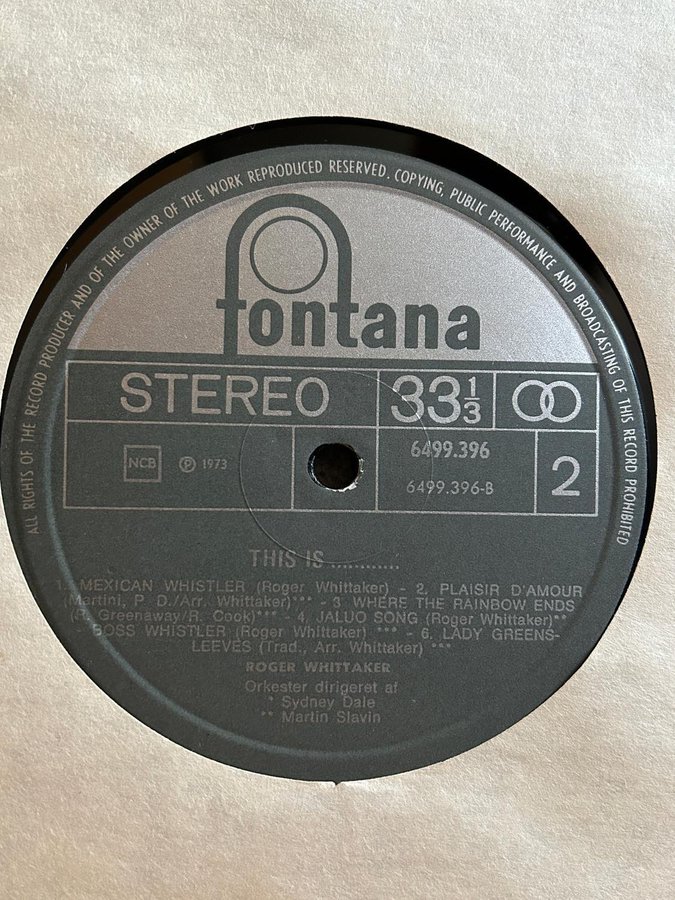 ALL RIGHTS OF THE RECORD PRODUCER AND OF THE OWNER OF THE WORK REPRODUCED RESERVED. COPYING, PUBLIC PERFORMANCE AND BROADCASTING OF THIS RECORD PROHIBITED
fontana
STEREO 33 1/3
NCB ℗ 1973 6499.396
6499.396-B 2
THIS IS ............
1. MEXICAN WHISTLER (Roger Whittaker) - 2. PLAISIR D'AMOUR
(Martini, P. D./Arr. Whittaker)*** - 3 WHERE THE RAINBOW ENDS
(R. Greenaway/R. Cook)*** - 4. JALUO SONG (Roger Whittaker)**
- BOSS WHISTLER (Roger Whittaker) *** - 6. LADY GREENS-
LEEVES (Trad., Arr. Whittaker) ***
ROGER WHITTAKER
Orkester dirigeret af
* Sydney Dale
** Martin Slavin